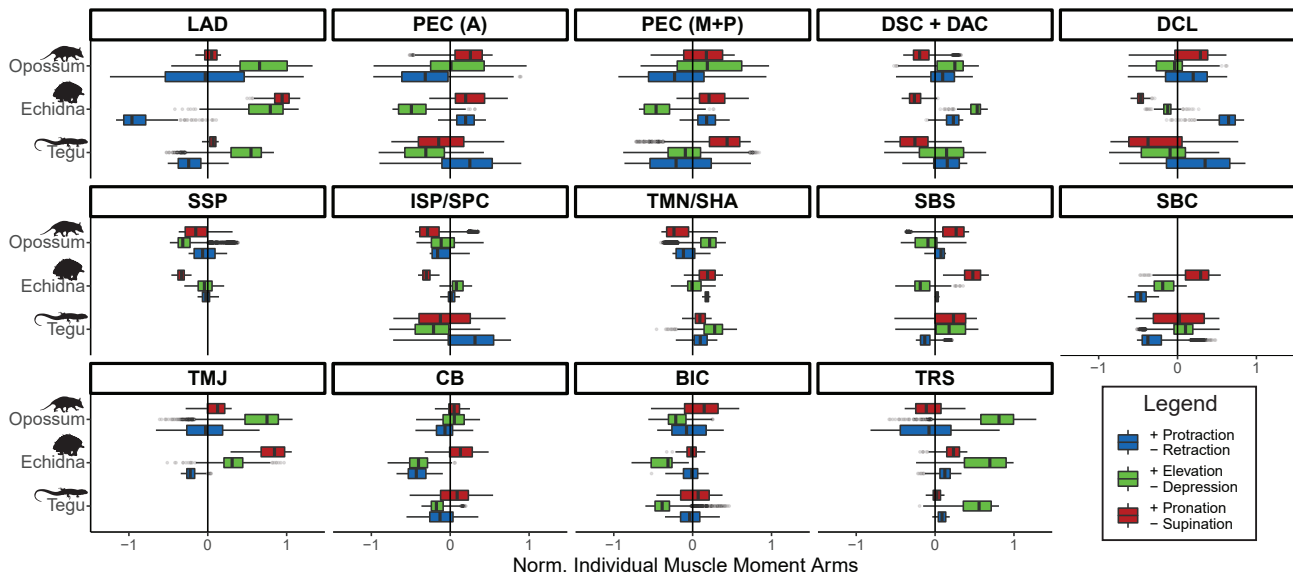 LAD PEC (A) PEC (M+P) DSC + DAC DCL
Opossum
Echidna
Tegu
SSP ISP/SPC TMN/SHA SBS SBC
Opossum
Echidna
Tegu
−1 0 1
TMJ CB BIC TRS
Opossum
Echidna
Tegu
−1 0 1 −1 0 1 −1 0 1 −1 0 1
Norm. Individual Muscle Moment Arms
Legend
+ Protraction
− Retraction
+ Elevation
− Depression
+ Pronation
− Supination